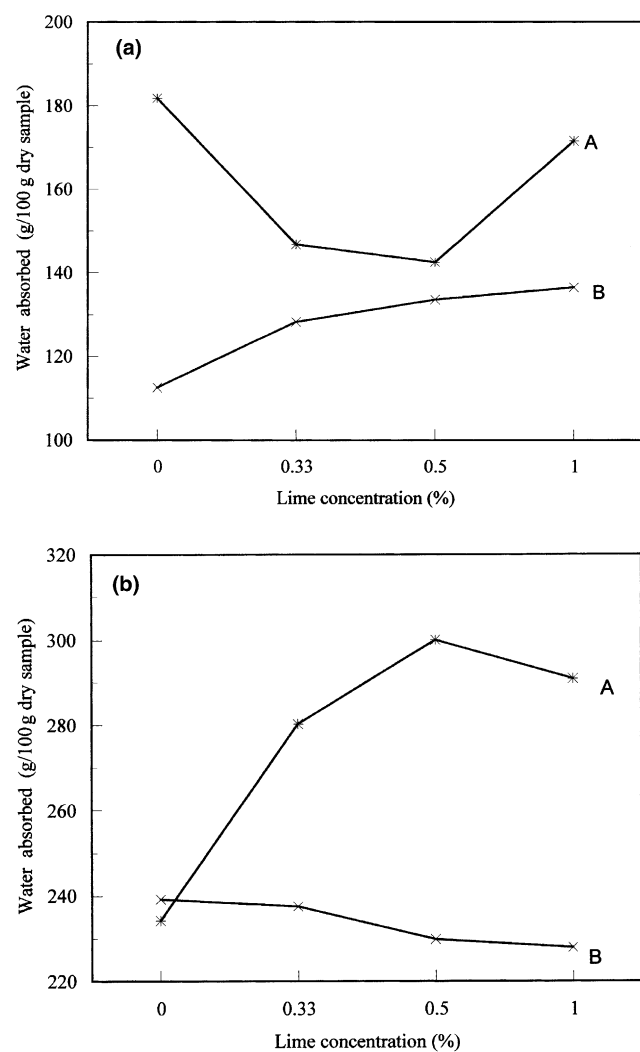 (a)
Water absorbed (g/100 g dry sample)
200
180
160
140
120
100
A
B
0 0.33 0.5 1
Lime concentration (%)
(b)
Water absorbed (g/100 g dry sample)
320
300
280
260
240
220
A
B
0 0.33 0.5 1
Lime concentration (%)